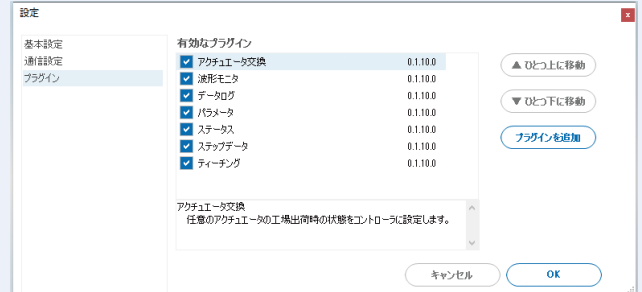 設定
x
基本設定
通信設定
プラグイン
有効なプラグイン
アクチュエータ交換 0.1.10.0
波形モニタ 0.1.10.0
データログ 0.1.10.0
パラメータ 0.1.10.0
ステータス 0.1.10.0
ステップデータ 0.1.10.0
ティーチング 0.1.10.0
▲ ひとつ上に移動
▼ ひとつ下に移動
プラグインを追加
アクチュエータ交換
任意のアクチュエータの工場出荷時の状態をコントローラに設定します。
キャンセル
OK